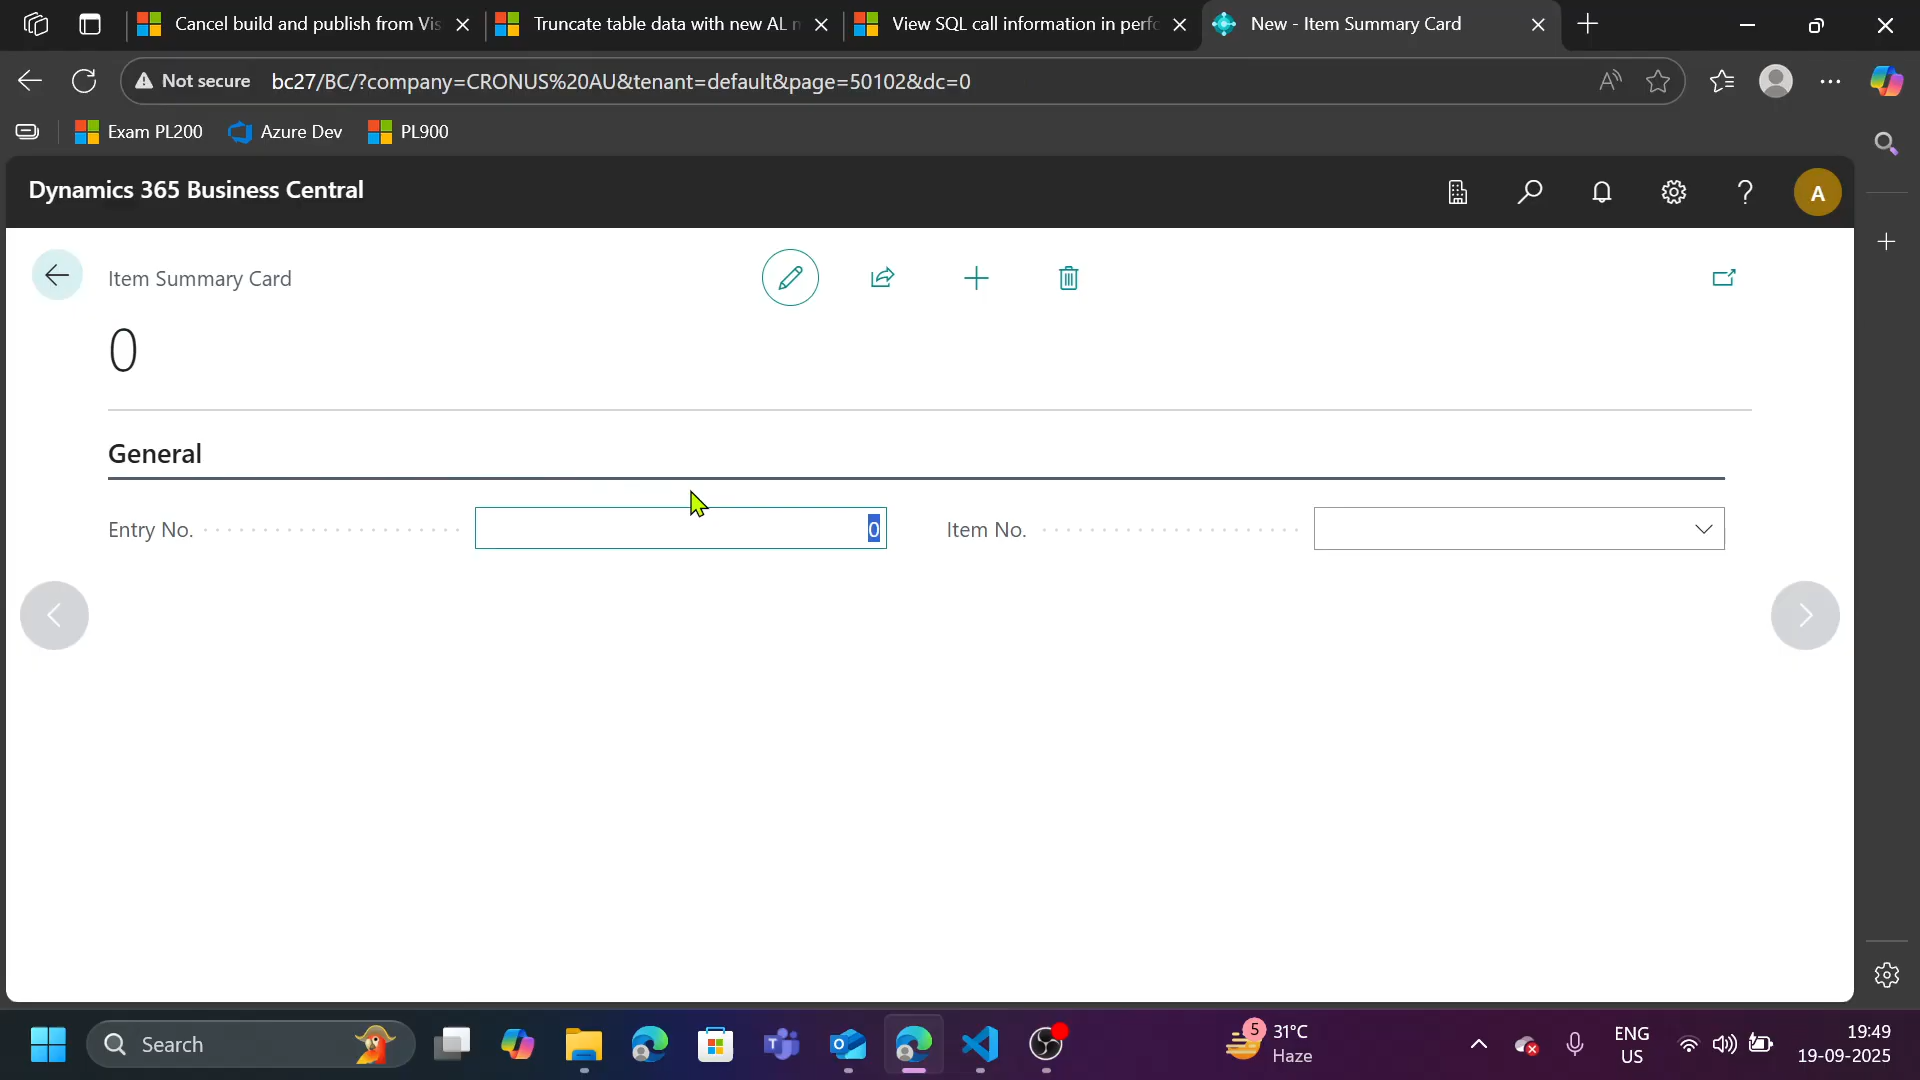 Cancel build and publish from Vis
Truncate table data with new AL m
View SQL call information in perfo
New - Item Summary Card
Not secure
bc27/BC/?company=CRONUS%20AU&tenant=default&page=50102&dc=0
Exam PL200
Azure Dev
PL900
Dynamics 365 Business Central
A
Item Summary Card
0
General
Entry No.
0
Item No.
Search
5
31°C
Haze
ENG
US
19:49
19-09-2025